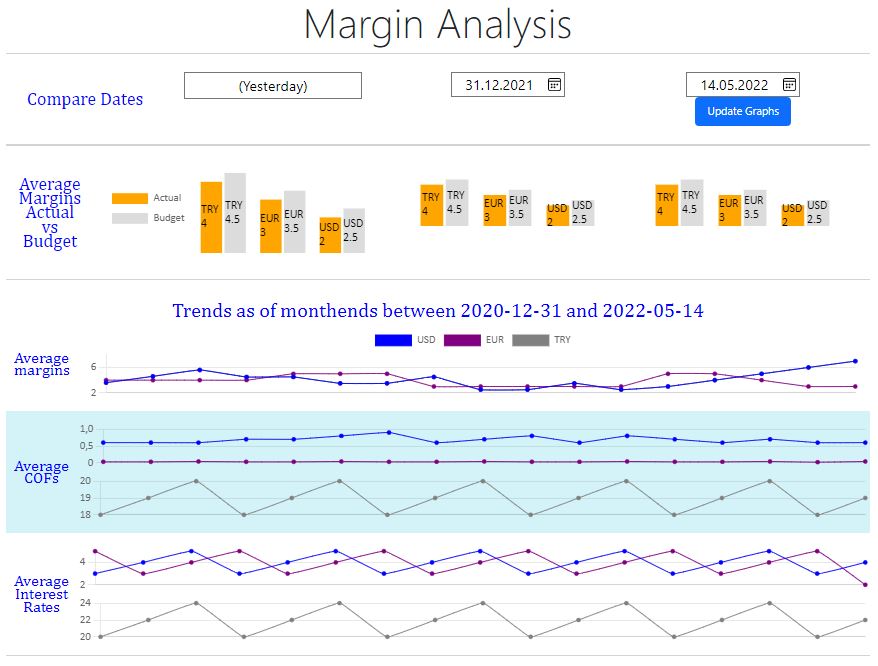 Margin Analysis
Compare Dates
(Yesterday)
31.12.2021
14.05.2022
Update Graphs
Average
Margins
Actual
vs
Budget
Actual
Budget
TRY
4
TRY
4.5
EUR
3
EUR
3.5
USD
2
USD
2.5
TRY
4
TRY
4.5
EUR
3
EUR
3.5
USD
2
USD
2.5
TRY
4
TRY
4.5
EUR
3
EUR
3.5
USD
2
USD
2.5
Trends as of monthends between 2020-12-31 and 2022-05-14
USD EUR TRY
Average
margins
6
2
Average
COFs
1,0
0,5
0
20
19
18
Average
Interest
Rates
4
2
24
22
20